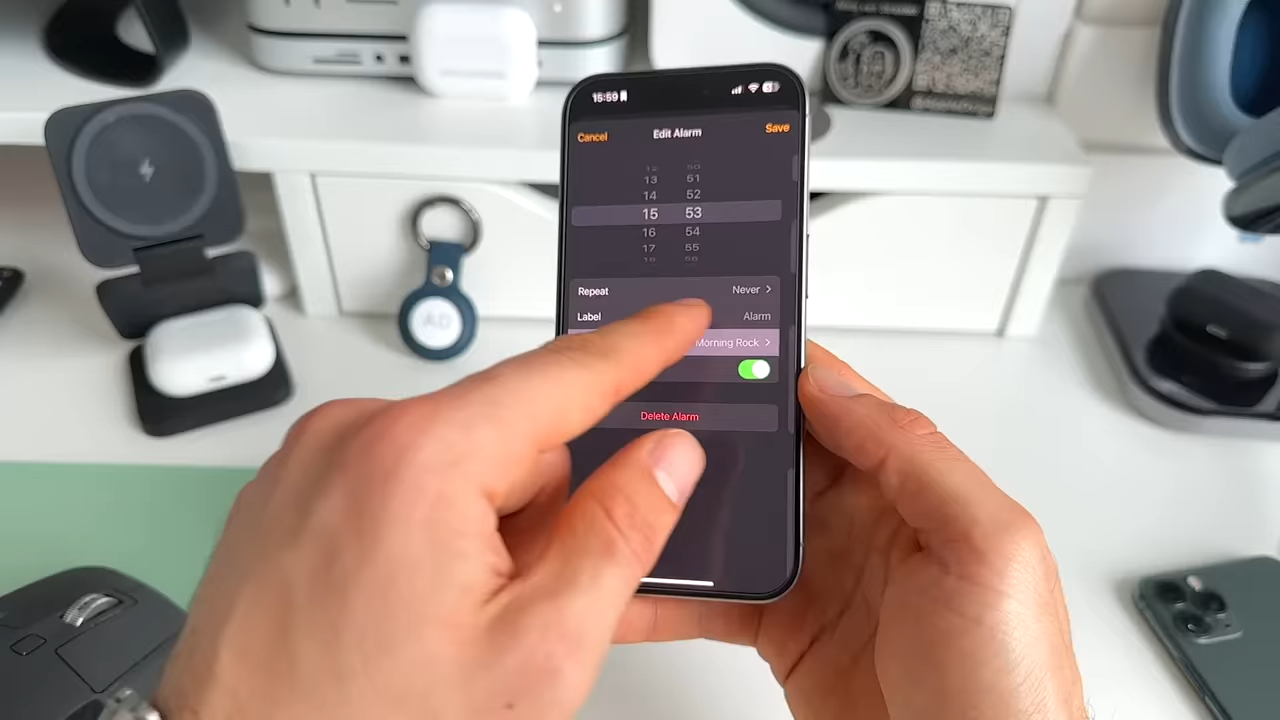 15:59
Cancel Edit Alarm Save
13 51
14 52
15 53
16 54
17 55
Repeat Never
Label Alarm
Morning Rock
Delete Alarm
AD